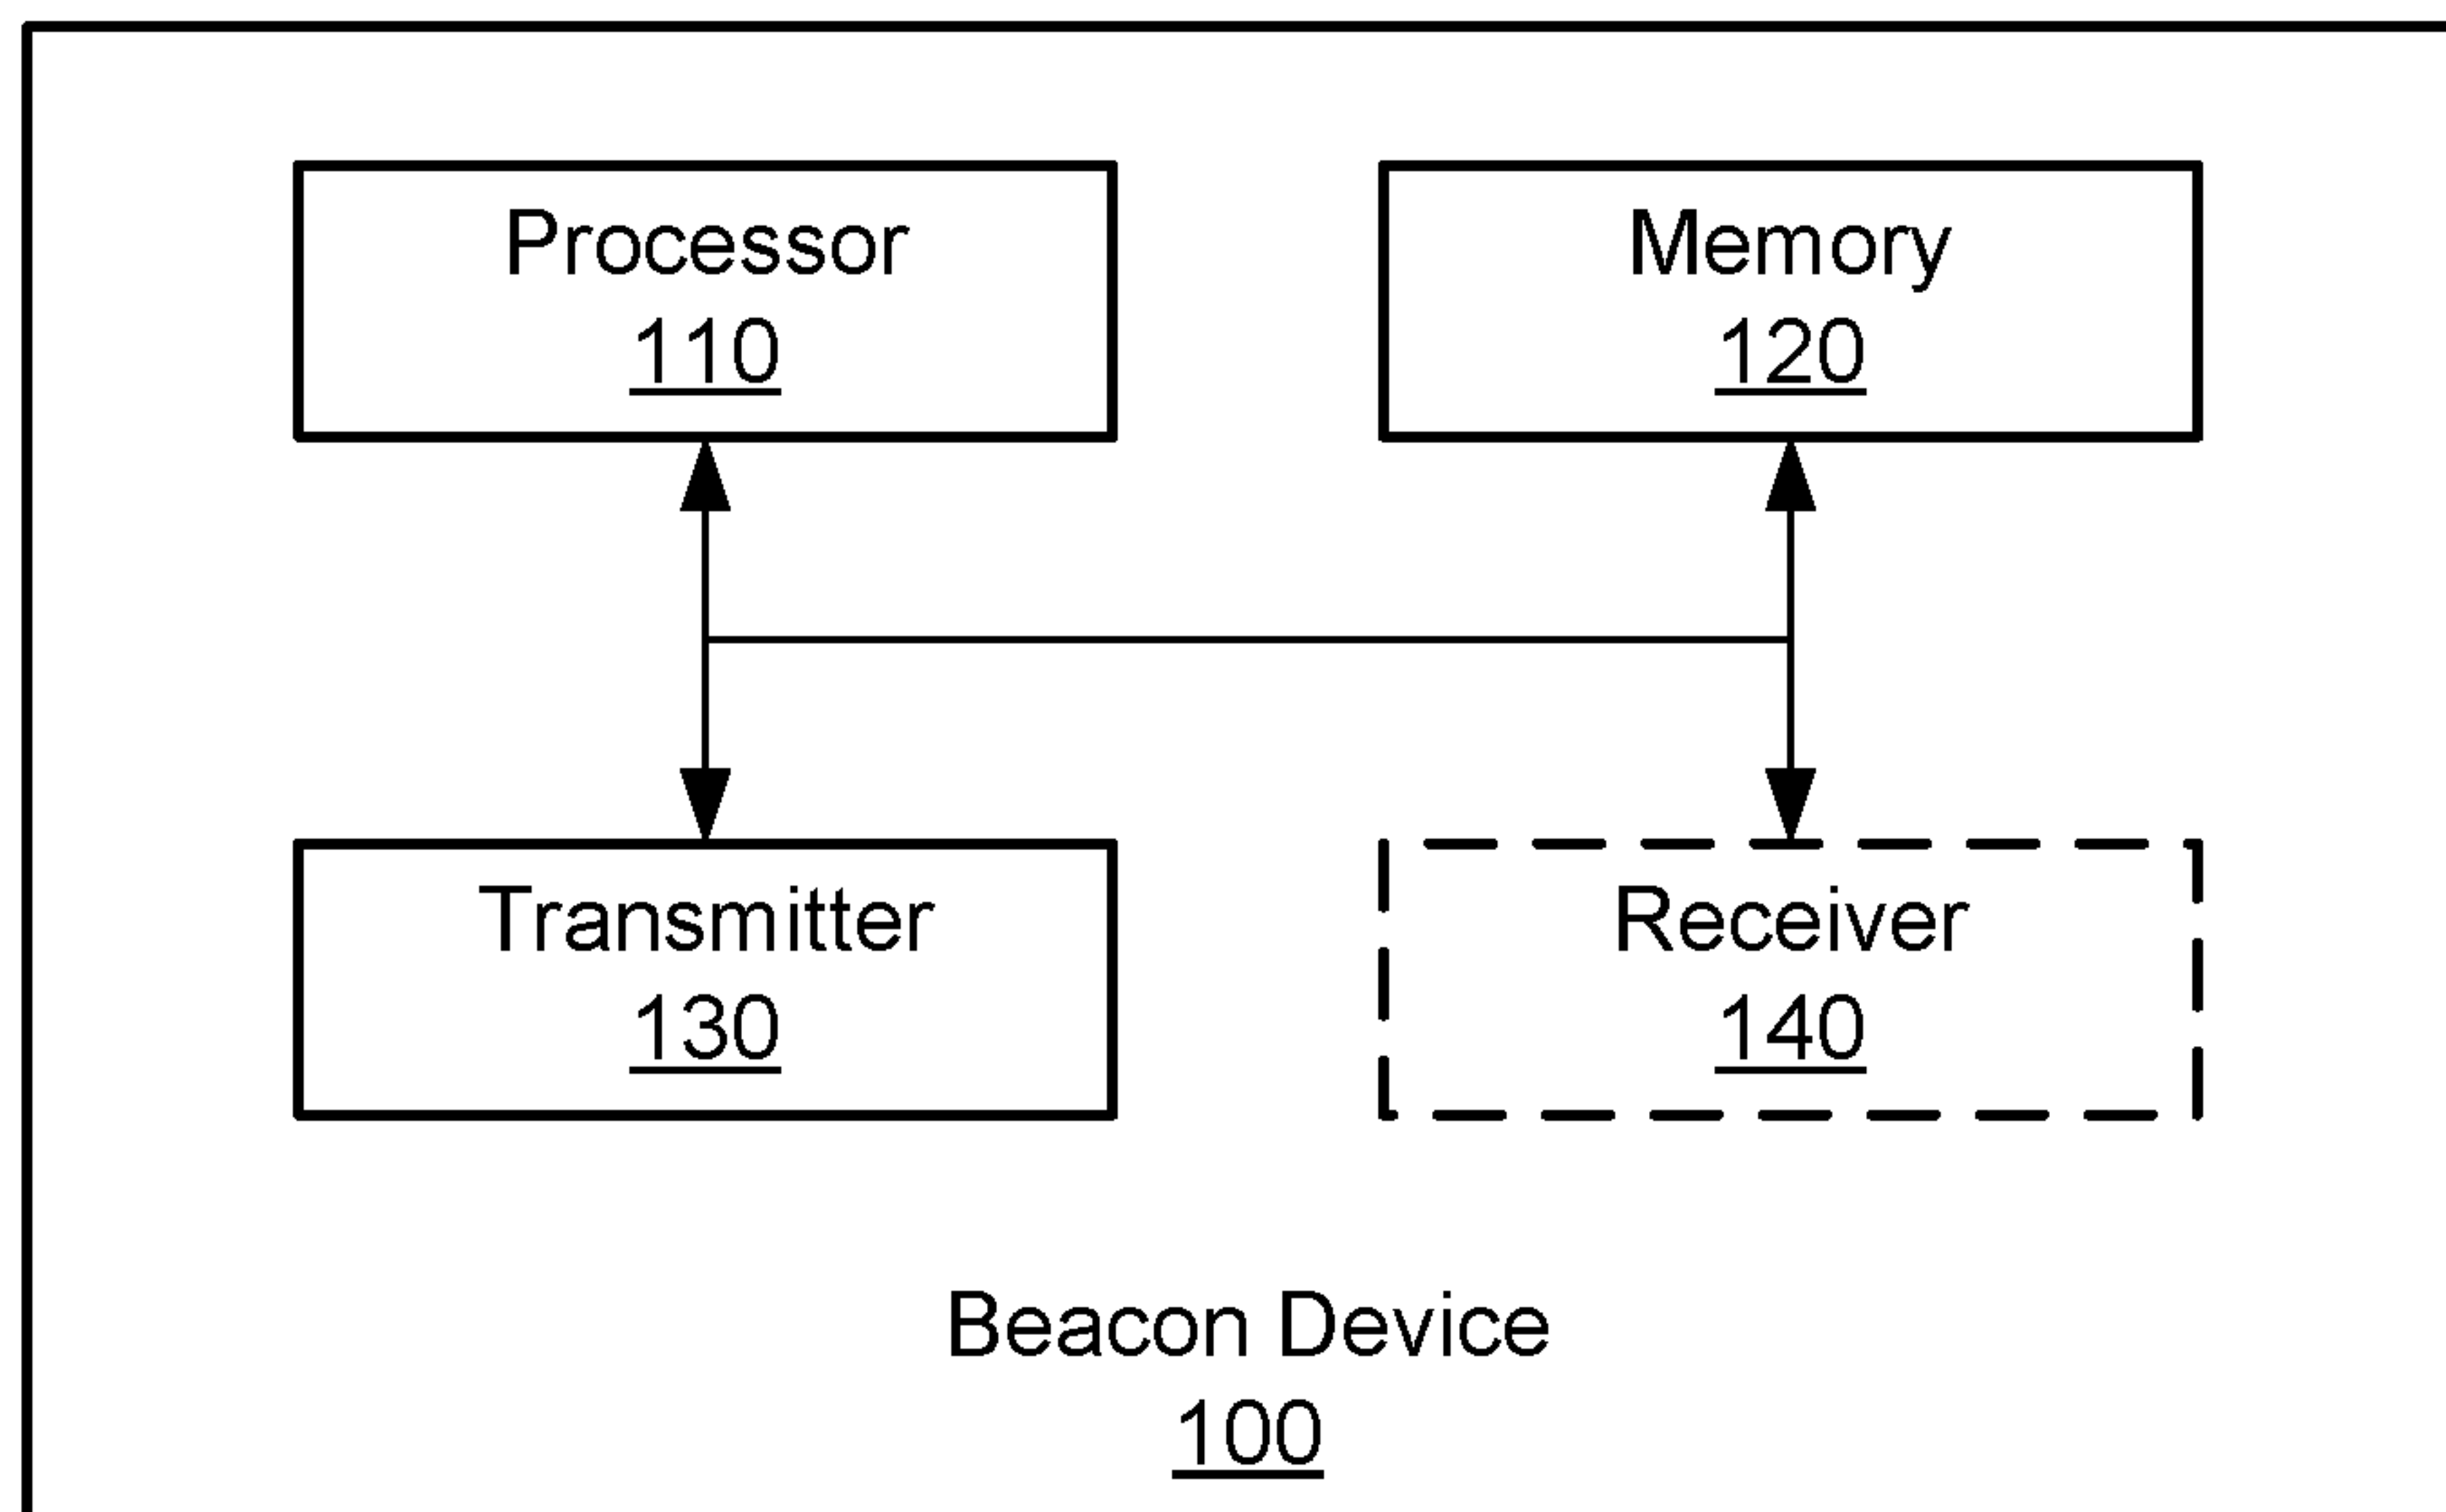 Processor
110
Memory
120
Transmitter
130
Receiver
140
Beacon Device
100